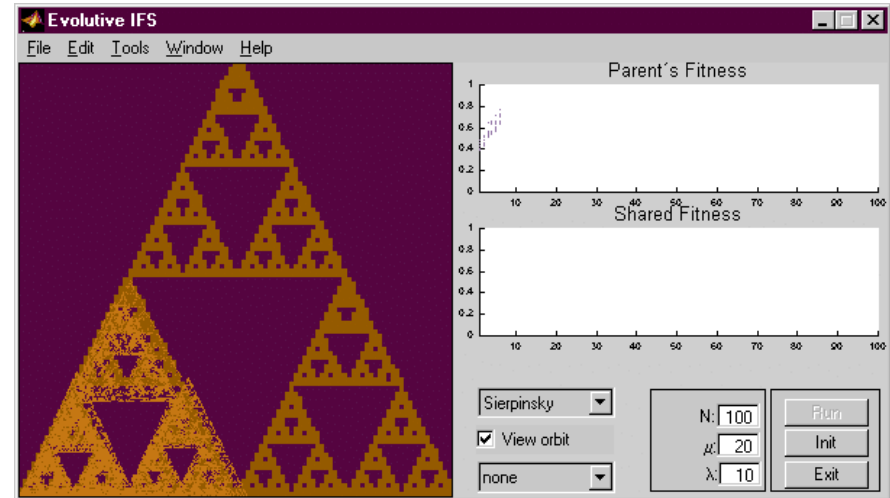 Evolutive IFS
File Edit Tools Window Help
Parent´s Fitness
1
0.8
0.6
0.4
0.2
0
10 20 30 40 50 60 70 80 90 100
Shared Fitness
1
0.8
0.6
0.4
0.2
0
10 20 30 40 50 60 70 80 90 100
Sierpinsky
View orbit
none
N: 100
μ: 20
λ: 10
Run
Init
Exit